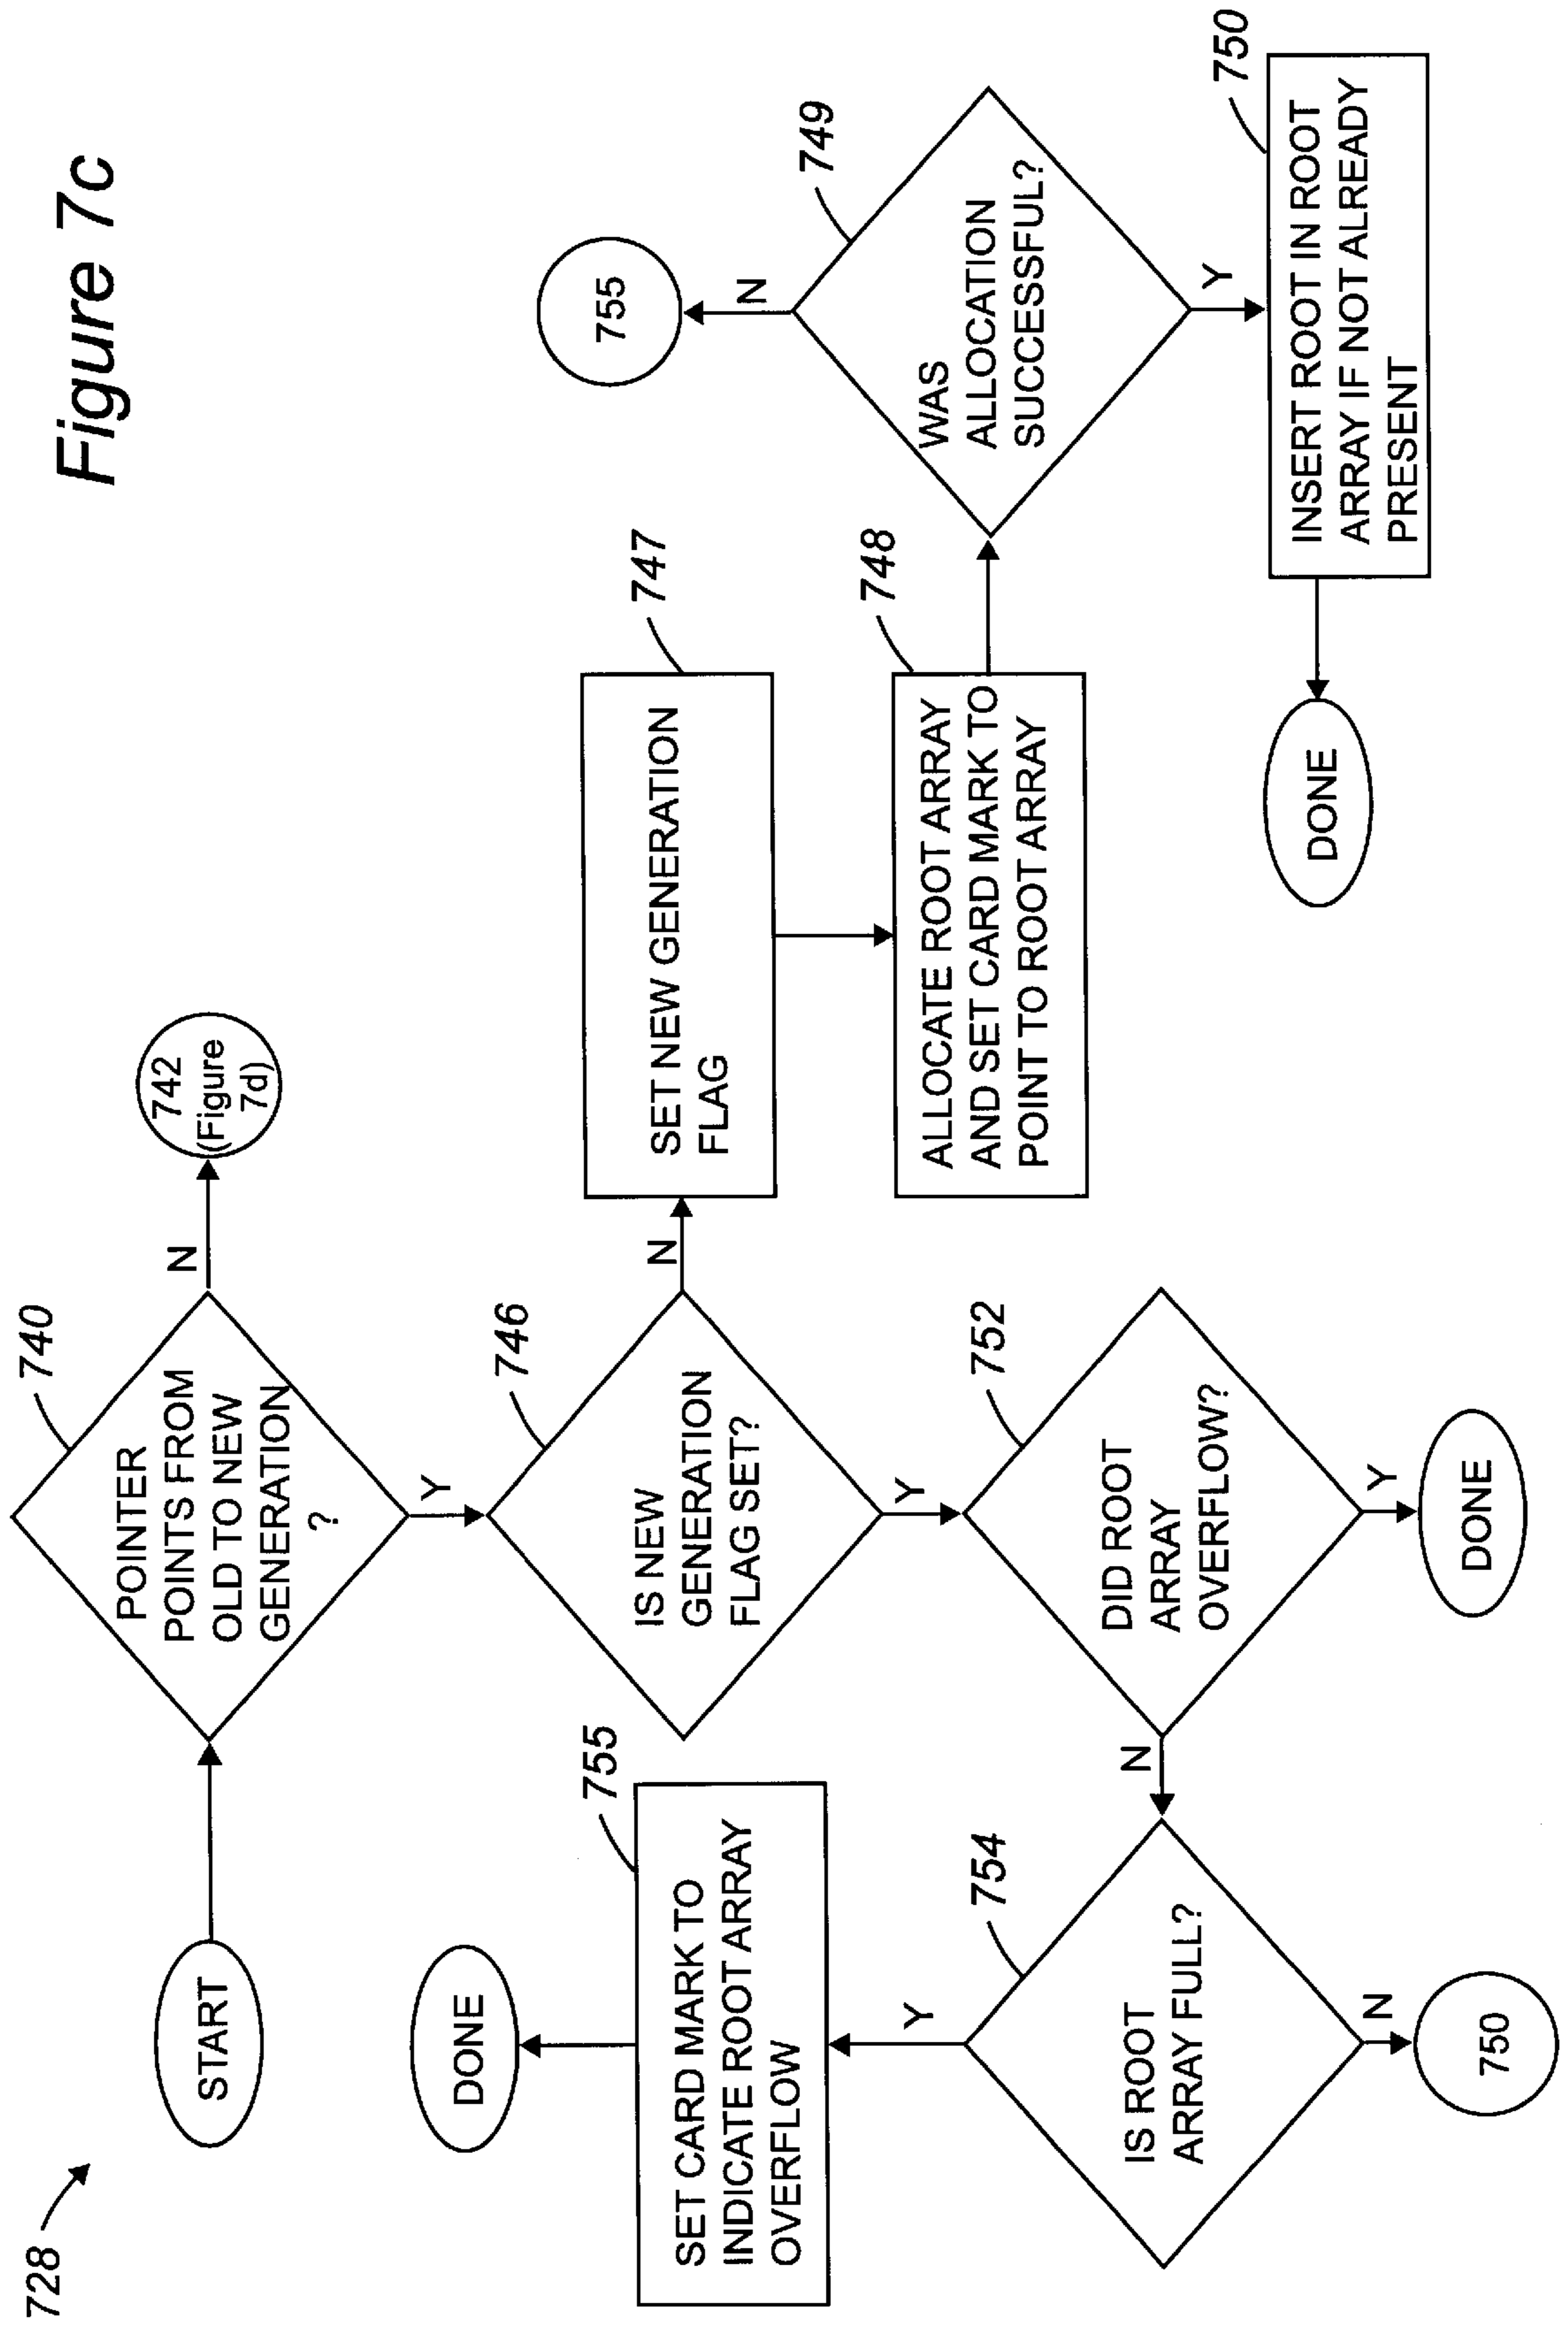 Figure 7c
728
START
740
POINTER
POINTS FROM
OLD TO NEW
GENERATION
?
N
742
(Figure
7d)
Y
746
IS NEW
GENERATION
FLAG SET?
N
747
SET NEW GENERATION
FLAG
748
ALLOCATE ROOT ARRAY
AND SET CARD MARK TO
POINT TO ROOT ARRAY
749
WAS
ALLOCATION
SUCCESSFUL?
N
755
Y
750
INSERT ROOT IN ROOT
ARRAY IF NOT ALREADY
PRESENT
DONE
Y
752
DID ROOT
ARRAY
OVERFLOW?
Y
DONE
N
754
IS ROOT
ARRAY FULL?
N
750
Y
755
SET CARD MARK TO
INDICATE ROOT ARRAY
OVERFLOW
DONE